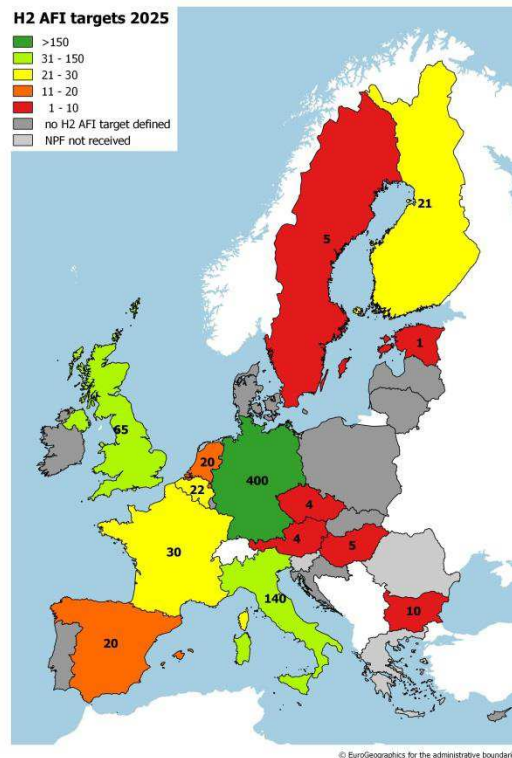 H2 AFI targets 2025
>150
31 - 150
21 - 30
11 - 20
1 - 10
no H2 AFI target defined
NPF not received
21
5
1
65
20
22
400
4
4
5
30
140
10
20
© EuroGeographics for the administrative boundari